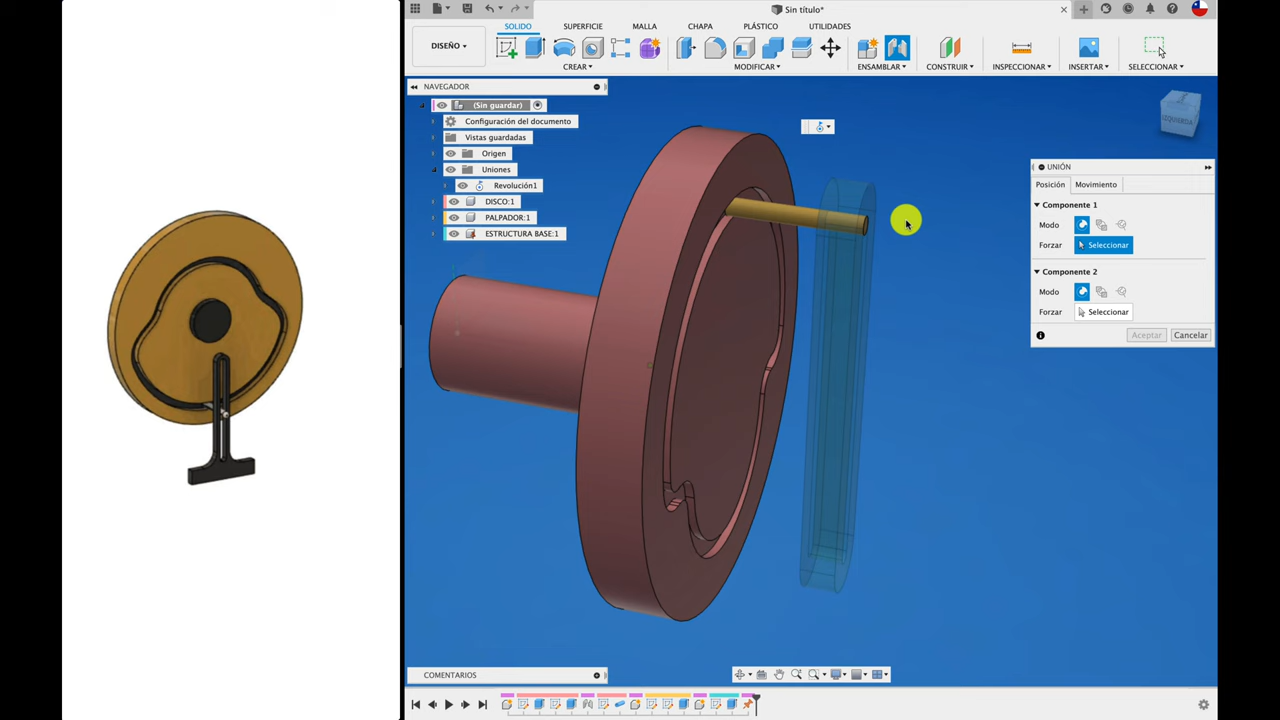 Sin título*
DISEÑO
SOLIDO
SUPERFICIE
MALLA
CHAPA
PLÁSTICO
UTILIDADES
CREAR
MODIFICAR
ENSAMBLAR
CONSTRUIR
INSPECCIONAR
INSERTAR
SELECCIONAR
NAVEGADOR
(Sin guardar)
Configuración del documento
Vistas guardadas
Origen
Uniones
Revolución1
DISCO:1
PALPADOR:1
ESTRUCTURA BASE:1
IZQUIERDA
UNIÓN
Posición
Movimiento
Componente 1
Modo
Forzar
Seleccionar
Componente 2
Modo
Forzar
Seleccionar
Aceptar
Cancelar
COMENTARIOS